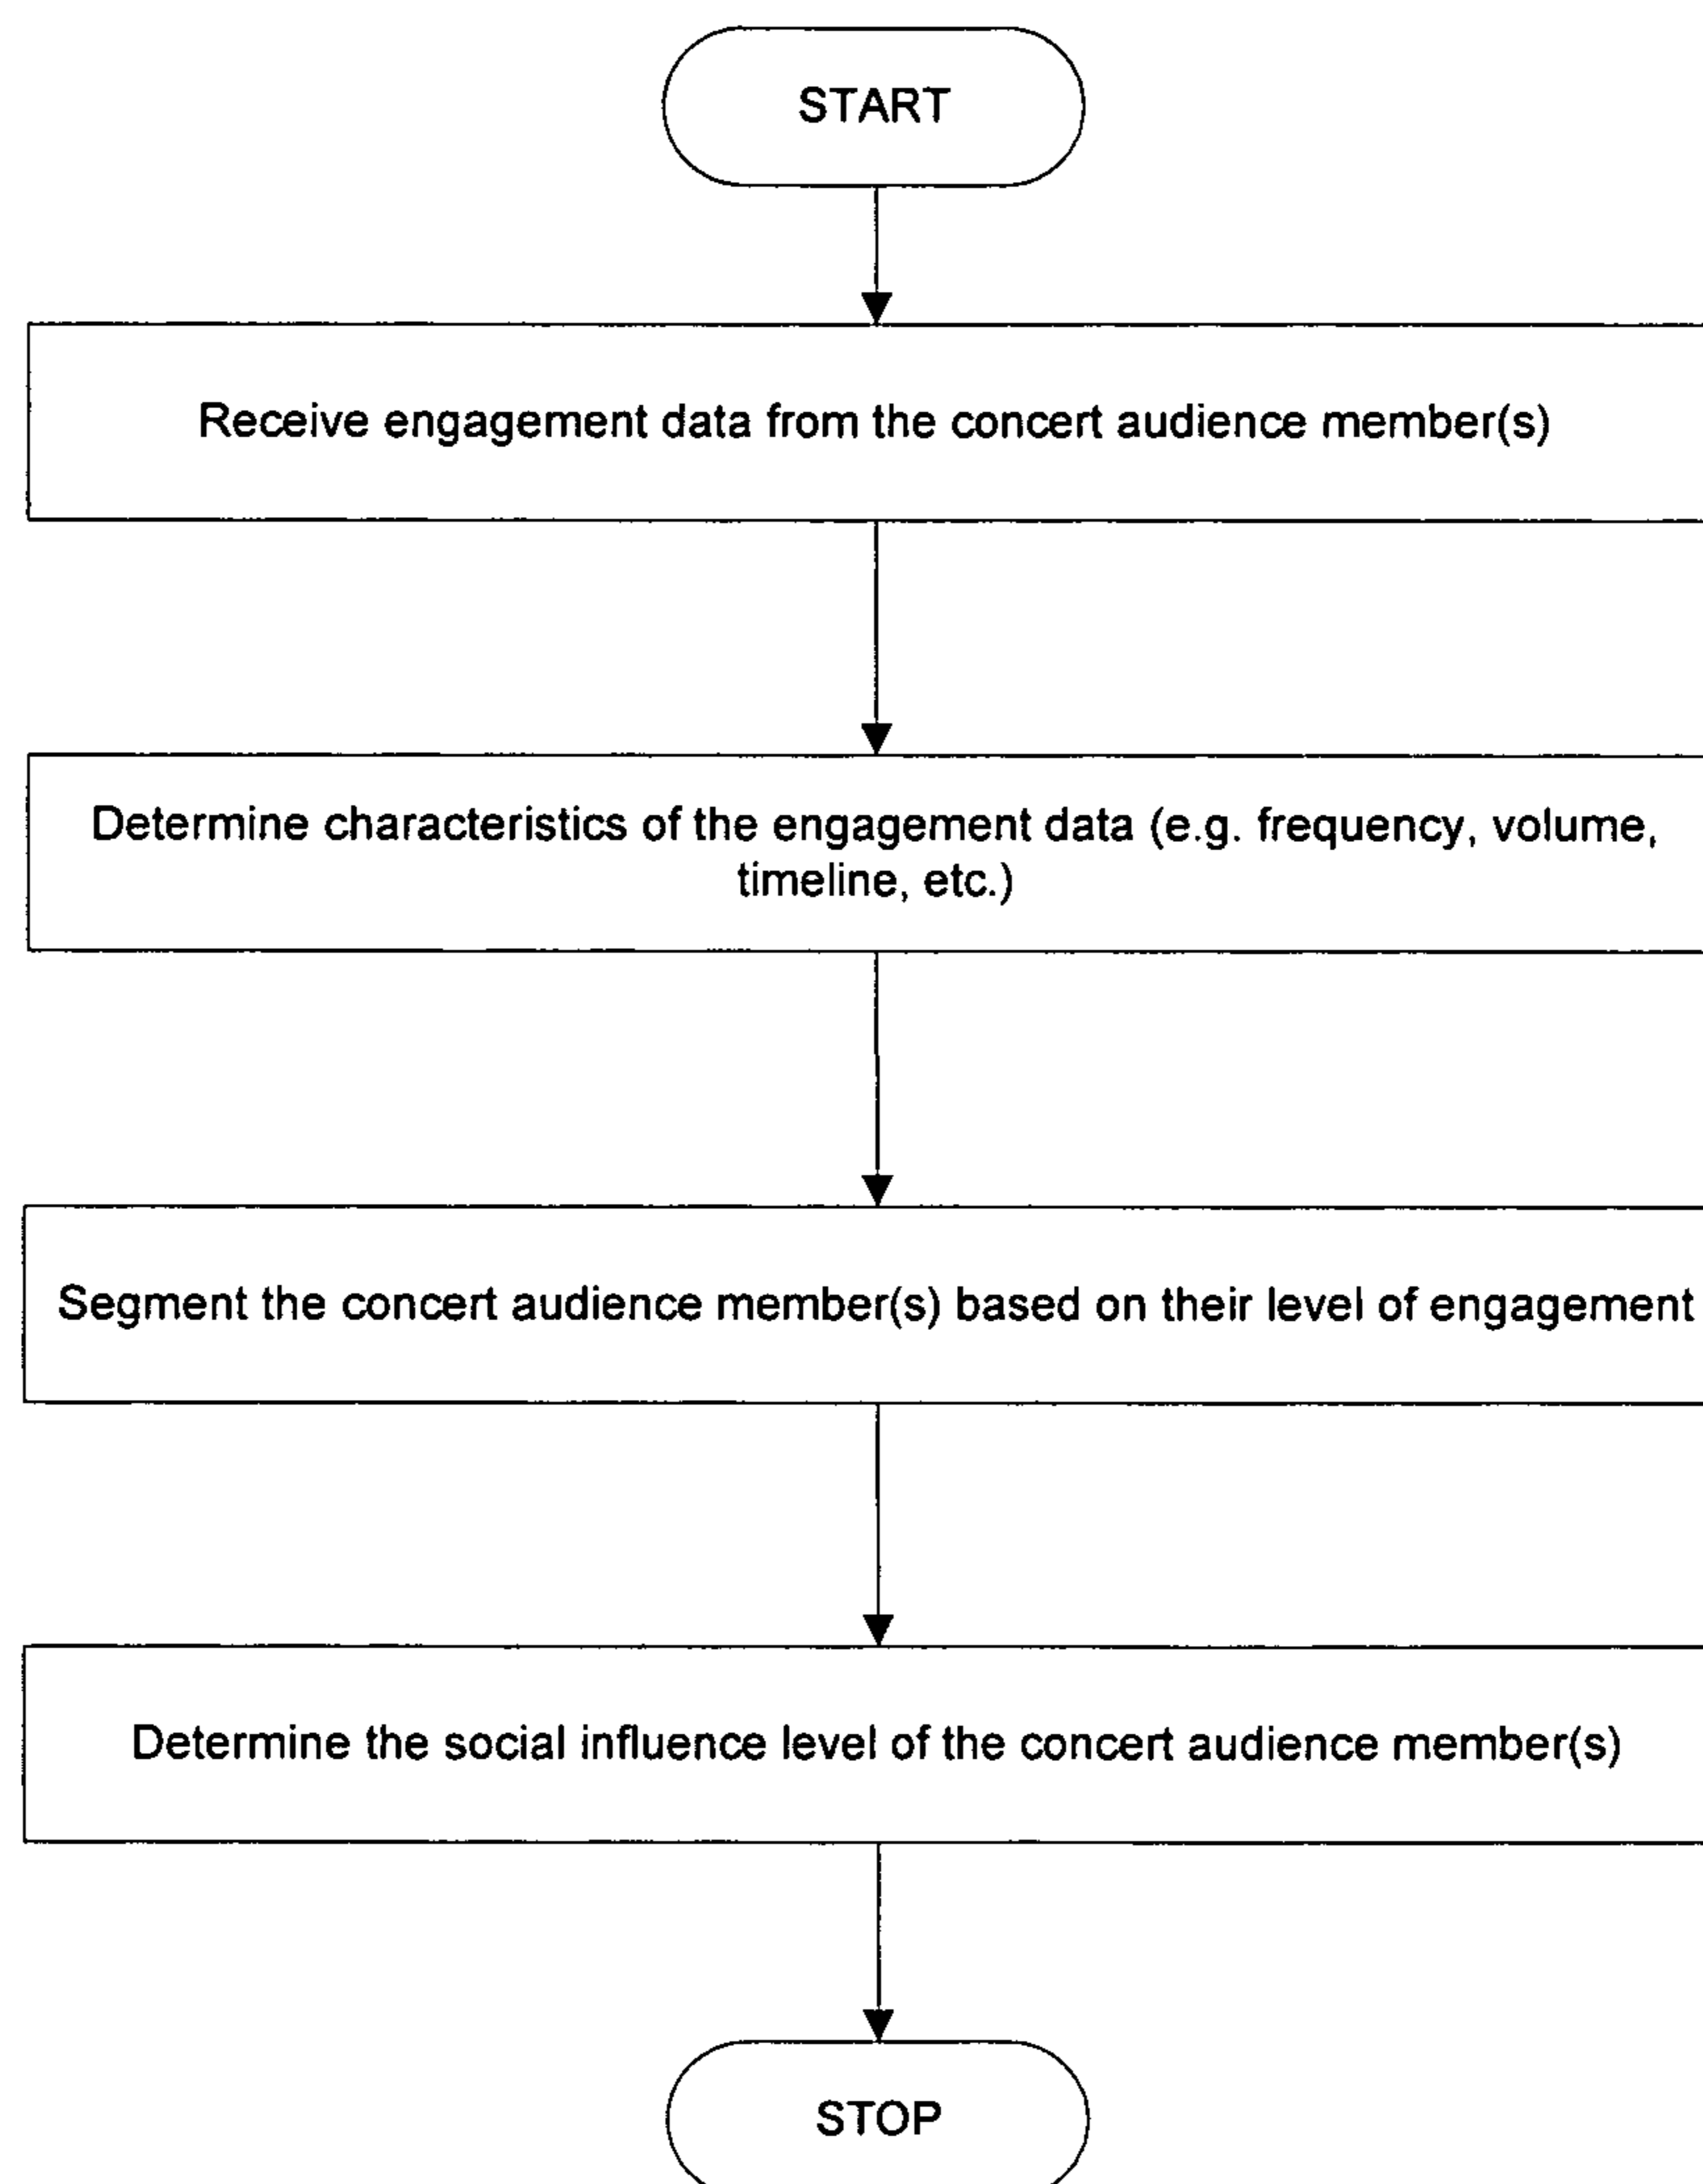 START
Receive engagement data from the concert audience member(s)
Determine characteristics of the engagement data (e.g. frequency, volume,
timeline, etc.)
Segment the concert audience member(s) based on their level of engagement
Determine the social influence level of the concert audience member(s)
STOP